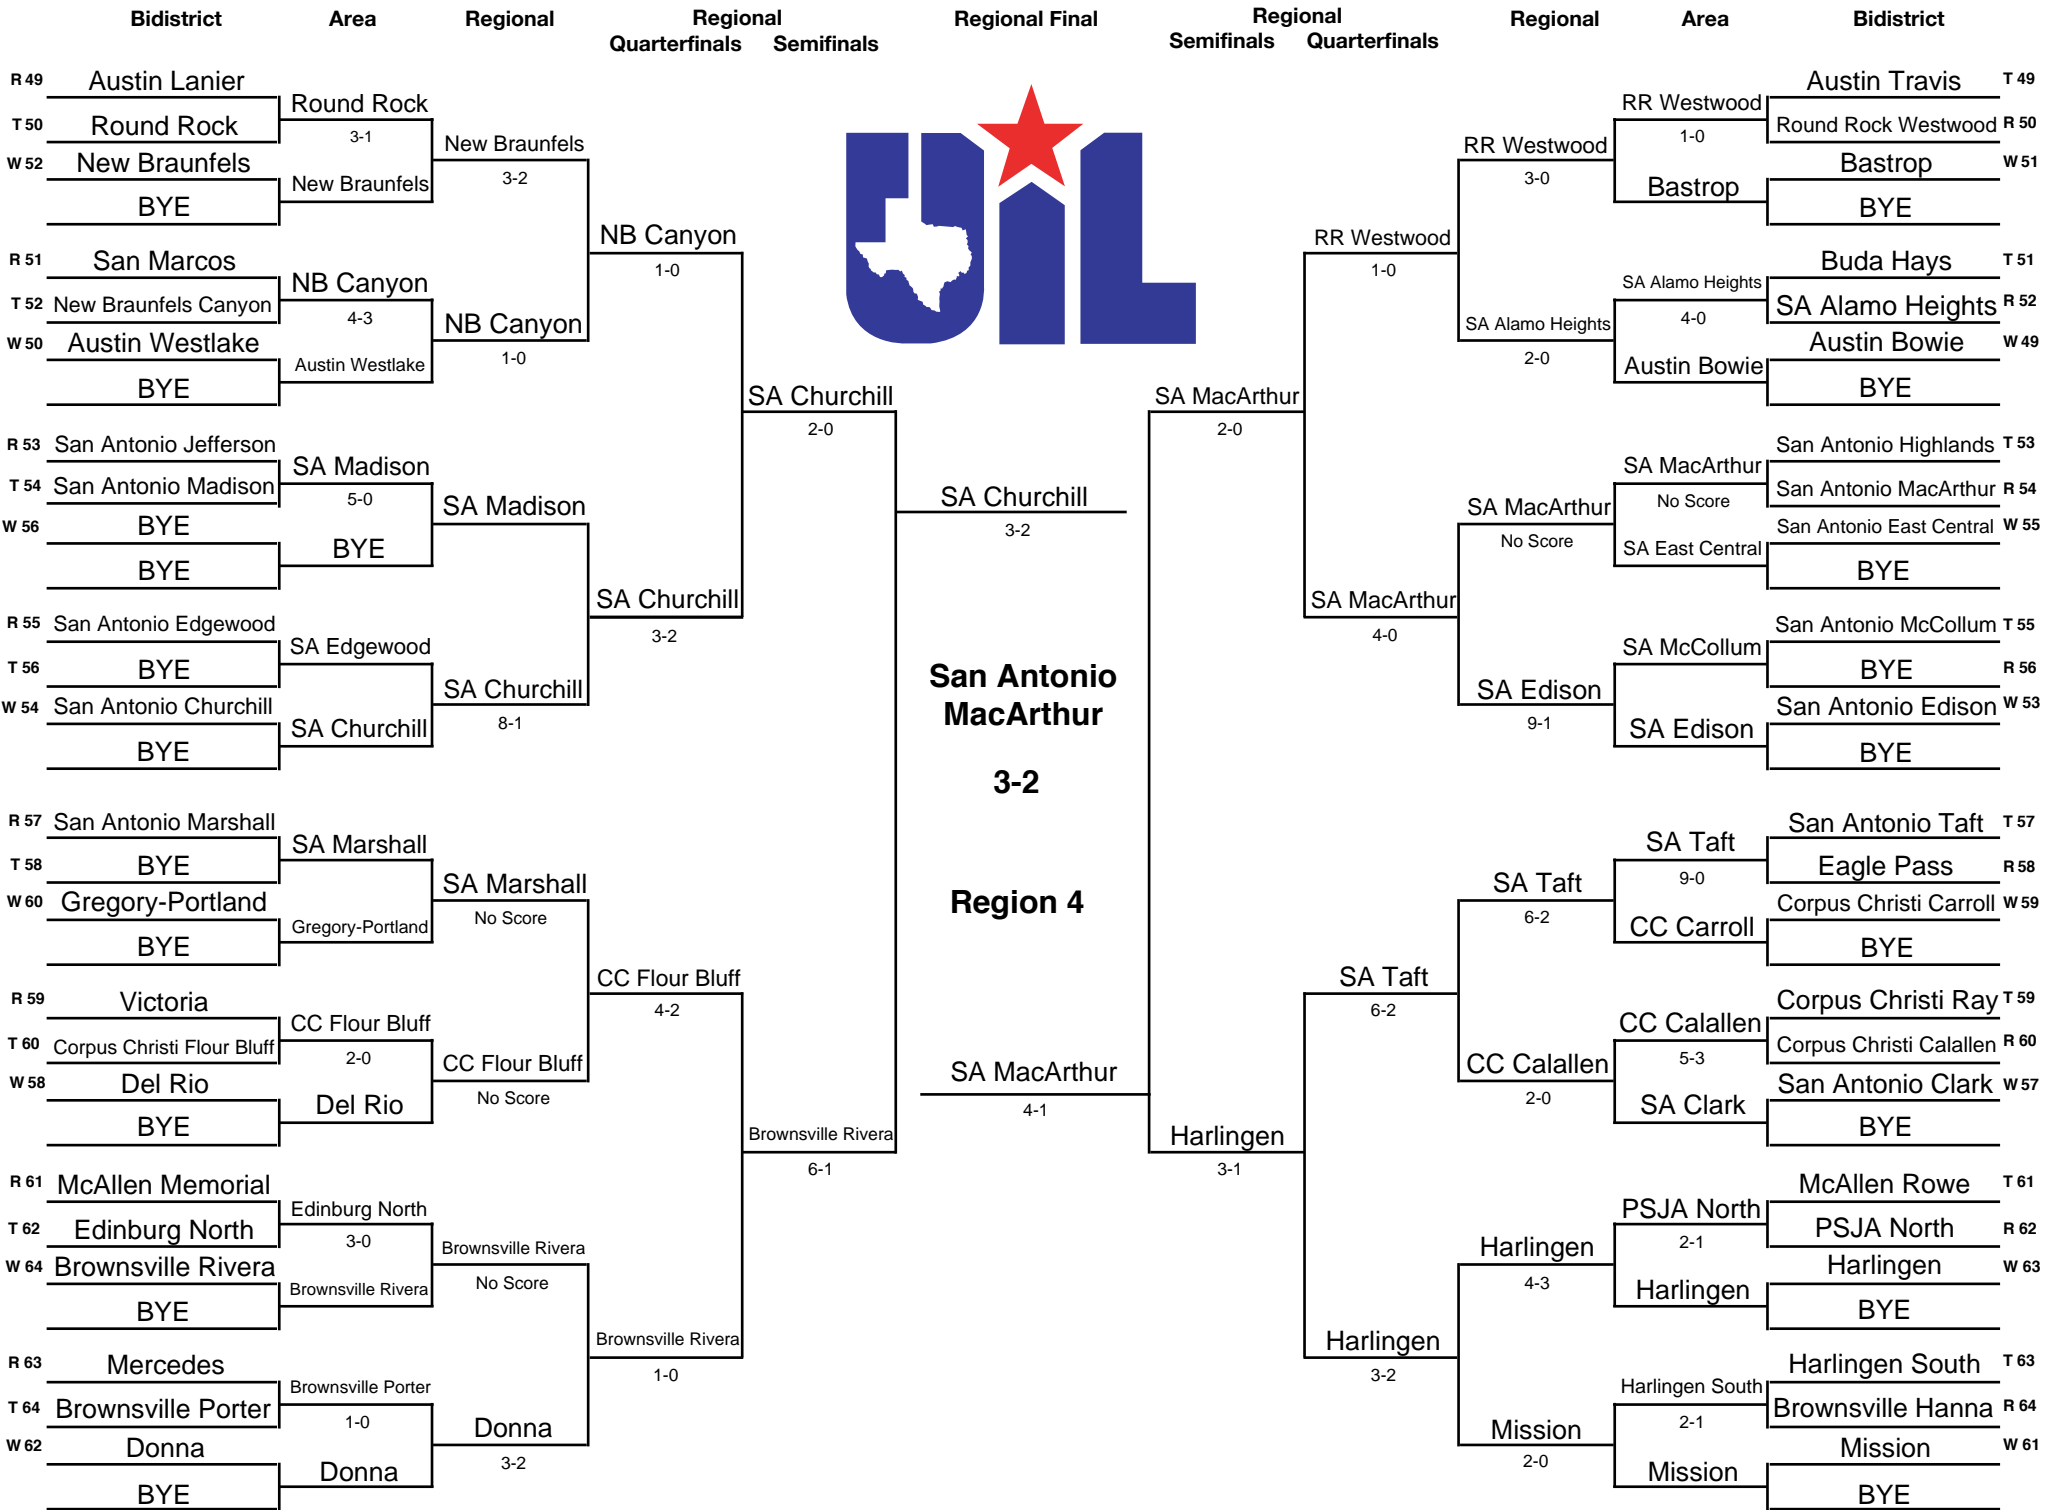 Bidistrict Area Regional Regional Regional Final Regional Regional Area Bidistrict
Quarterfinals Semifinals Semifinals Quarterfinals
R 49 Austin Lanier
T 50 Round Rock
W 52 New Braunfels
BYE
R 51 San Marcos
T 52 New Braunfels Canyon
W 50 Austin Westlake
BYE
R 53 San Antonio Jefferson
T 54 San Antonio Madison
W 56 BYE
BYE
R 55 San Antonio Edgewood
T 56 BYE
W 54 San Antonio Churchill
BYE
R 57 San Antonio Marshall
T 58 BYE
W 60 Gregory-Portland
BYE
R 59 Victoria
T 60 Corpus Christi Flour Bluff
W 58 Del Rio
BYE
R 61 McAllen Memorial
T 62 Edinburg North
W 64 Brownsville Rivera
BYE
R 63 Mercedes
T 64 Brownsville Porter
W 62 Donna
BYE
Round Rock
3-1
New Braunfels
NB Canyon
4-3
Austin Westlake
SA Madison
5-0
BYE
SA Edgewood
SA Churchill
SA Marshall
Gregory-Portland
CC Flour Bluff
2-0
Del Rio
Edinburg North
3-0
Brownsville Rivera
Brownsville Porter
1-0
Donna
New Braunfels
3-2
NB Canyon
1-0
SA Madison
SA Churchill
8-1
SA Marshall
No Score
CC Flour Bluff
No Score
Brownsville Rivera
No Score
Donna
3-2
NB Canyon
1-0
SA Churchill
3-2
CC Flour Bluff
4-2
Brownsville Rivera
1-0
SA Churchill
2-0
Brownsville Rivera
6-1
UIL
SA Churchill
3-2
San Antonio
MacArthur
3-2
Region 4
SA MacArthur
4-1
SA MacArthur
2-0
Harlingen
3-1
RR Westwood
1-0
SA MacArthur
4-0
SA Taft
6-2
Harlingen
3-2
RR Westwood
3-0
SA Alamo Heights
2-0
SA MacArthur
No Score
SA Edison
9-1
SA Taft
6-2
CC Calallen
2-0
Harlingen
4-3
Mission
2-0
RR Westwood
1-0
Bastrop
SA Alamo Heights
4-0
Austin Bowie
SA MacArthur
No Score
SA East Central
SA McCollum
SA Edison
SA Taft
9-0
CC Carroll
CC Calallen
5-3
SA Clark
PSJA North
2-1
Harlingen
Harlingen South
2-1
Mission
Austin Travis T 49
Round Rock Westwood R 50
Bastrop W 51
BYE
Buda Hays T 51
SA Alamo Heights R 52
Austin Bowie W 49
BYE
San Antonio Highlands T 53
San Antonio MacArthur R 54
San Antonio East Central W 55
BYE
San Antonio McCollum T 55
BYE R 56
San Antonio Edison W 53
BYE
San Antonio Taft T 57
Eagle Pass R 58
Corpus Christi Carroll W 59
BYE
Corpus Christi Ray T 59
Corpus Christi Calallen R 60
San Antonio Clark W 57
BYE
McAllen Rowe T 61
PSJA North R 62
Harlingen W 63
BYE
Harlingen South T 63
Brownsville Hanna R 64
Mission W 61
BYE